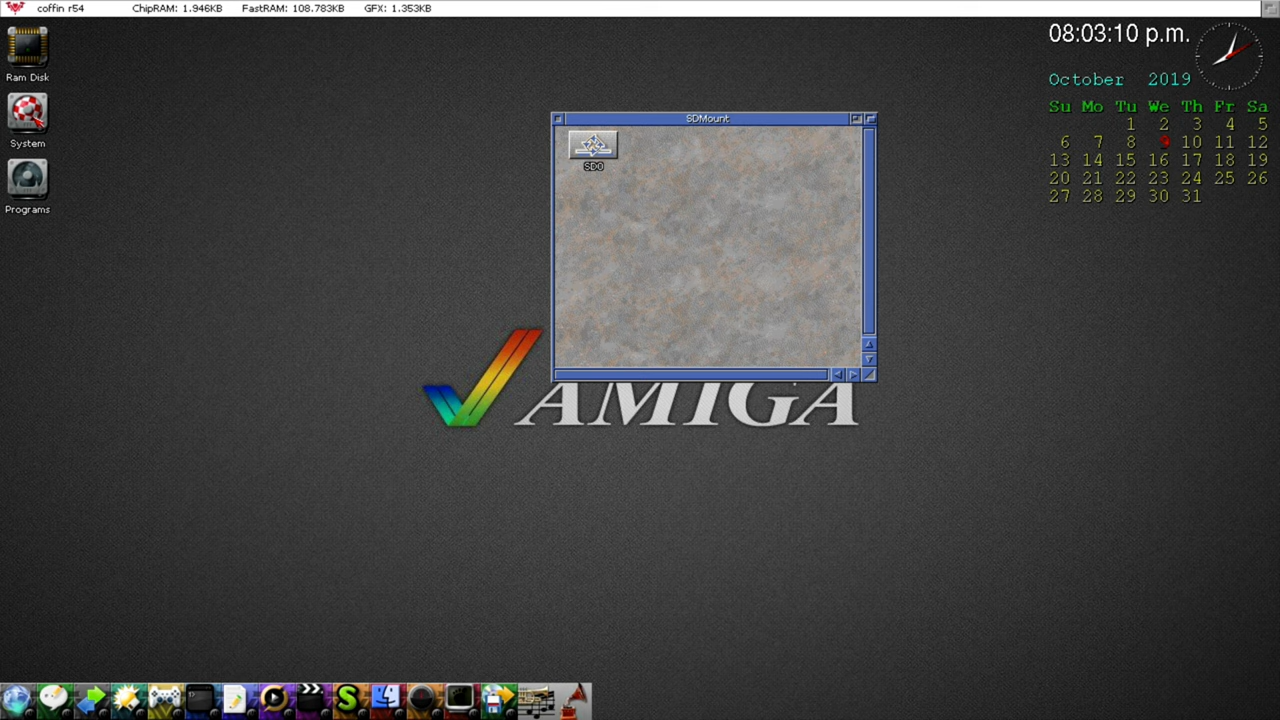 coffin r54 ChipRAM: 1.946KB FastRAM: 108.783KB GFX: 1.353KB
08:03:10 p.m.
Ram Disk
System
Programs
SDMount
SD0
October 2019
Su Mo Tu We Th Fr Sa
1 2 3 4 5
6 7 8 9 10 11 12
13 14 15 16 17 18 19
20 21 22 23 24 25 26
27 28 29 30 31
AMIGA